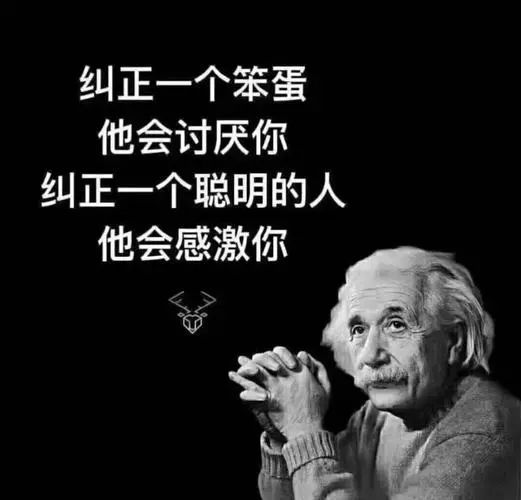 纠正一个笨蛋
他会讨厌你
纠正一个聪明的人
他会感激你